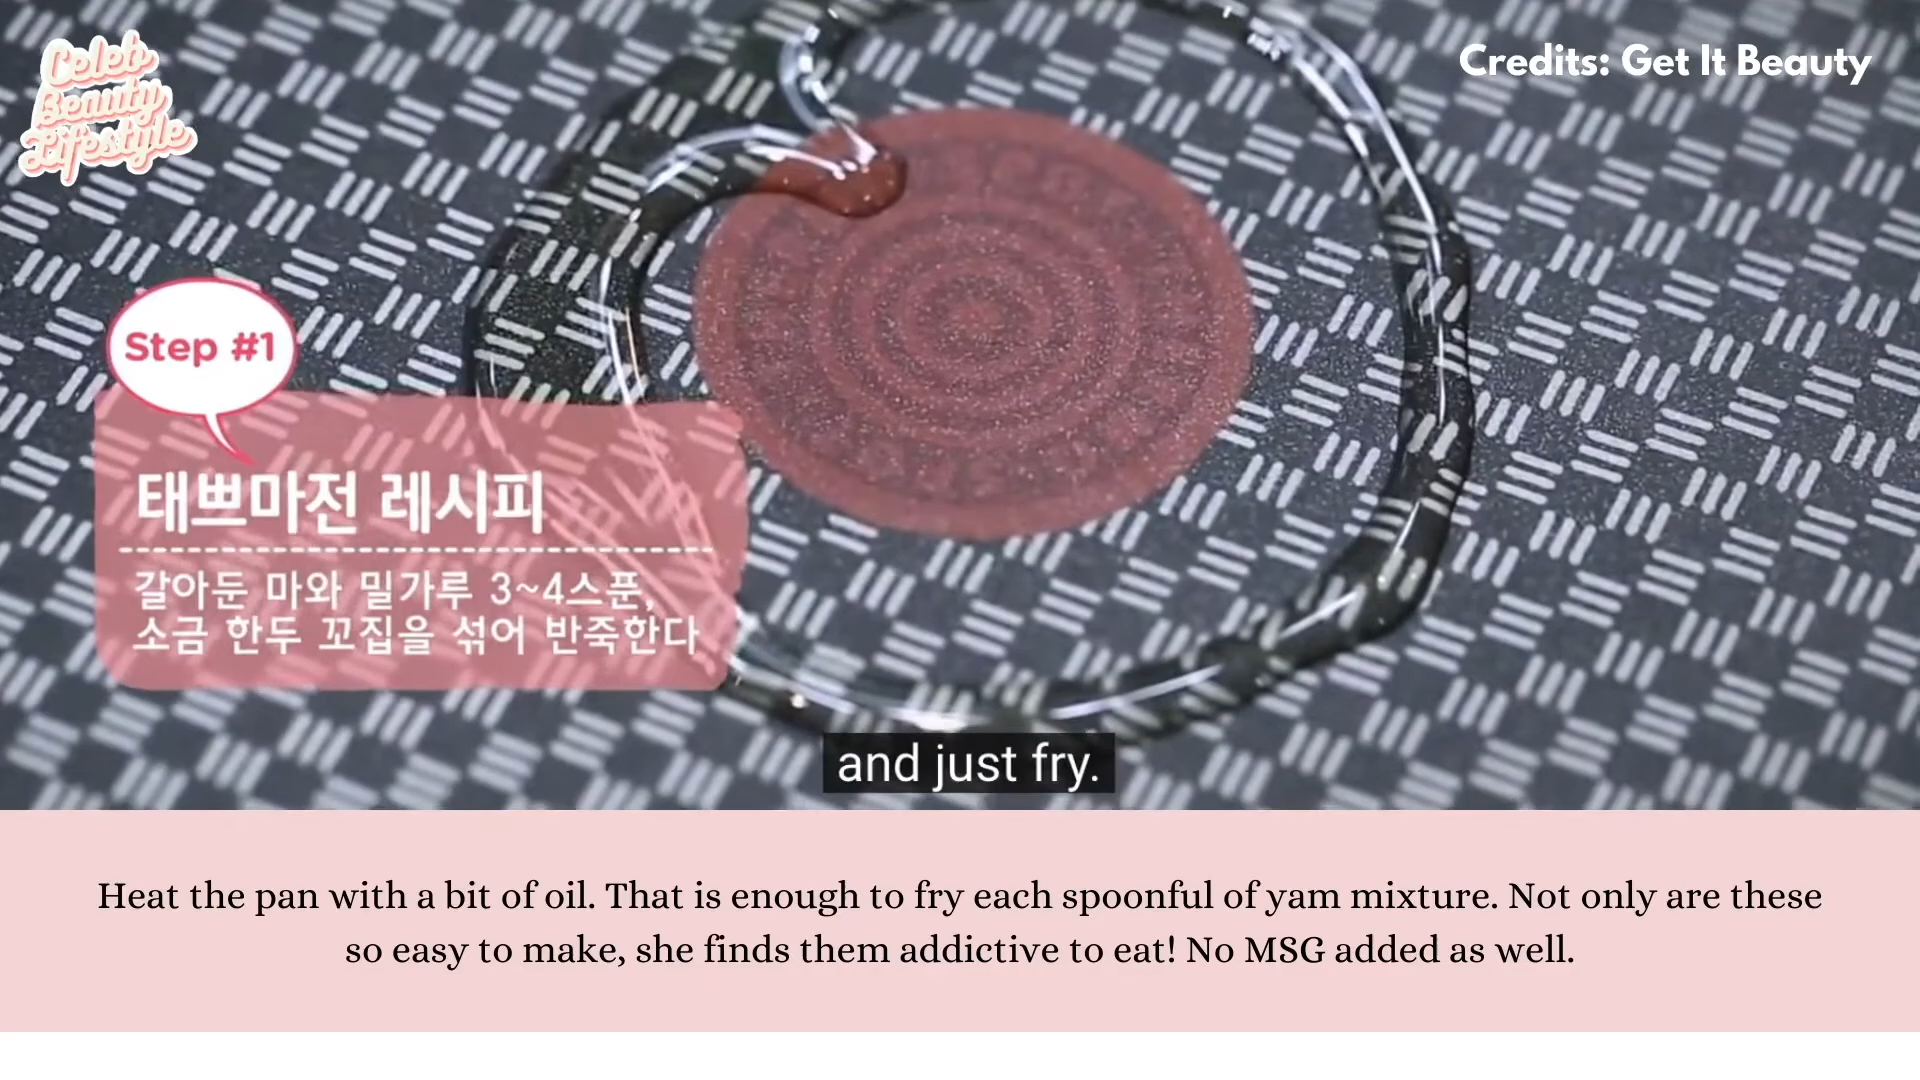 Celeb
Beauty
Lifestyle
Credits: Get It Beauty
Step #1
태쁘마전 레시피
갈아둔 마와 밀가루 3~4스푼,
소금 한두 꼬집을 섞어 반죽한다
and just fry.
Heat the pan with a bit of oil. That is enough to fry each spoonful of yam mixture. Not only are these
so easy to make, she finds them addictive to eat! No MSG added as well.